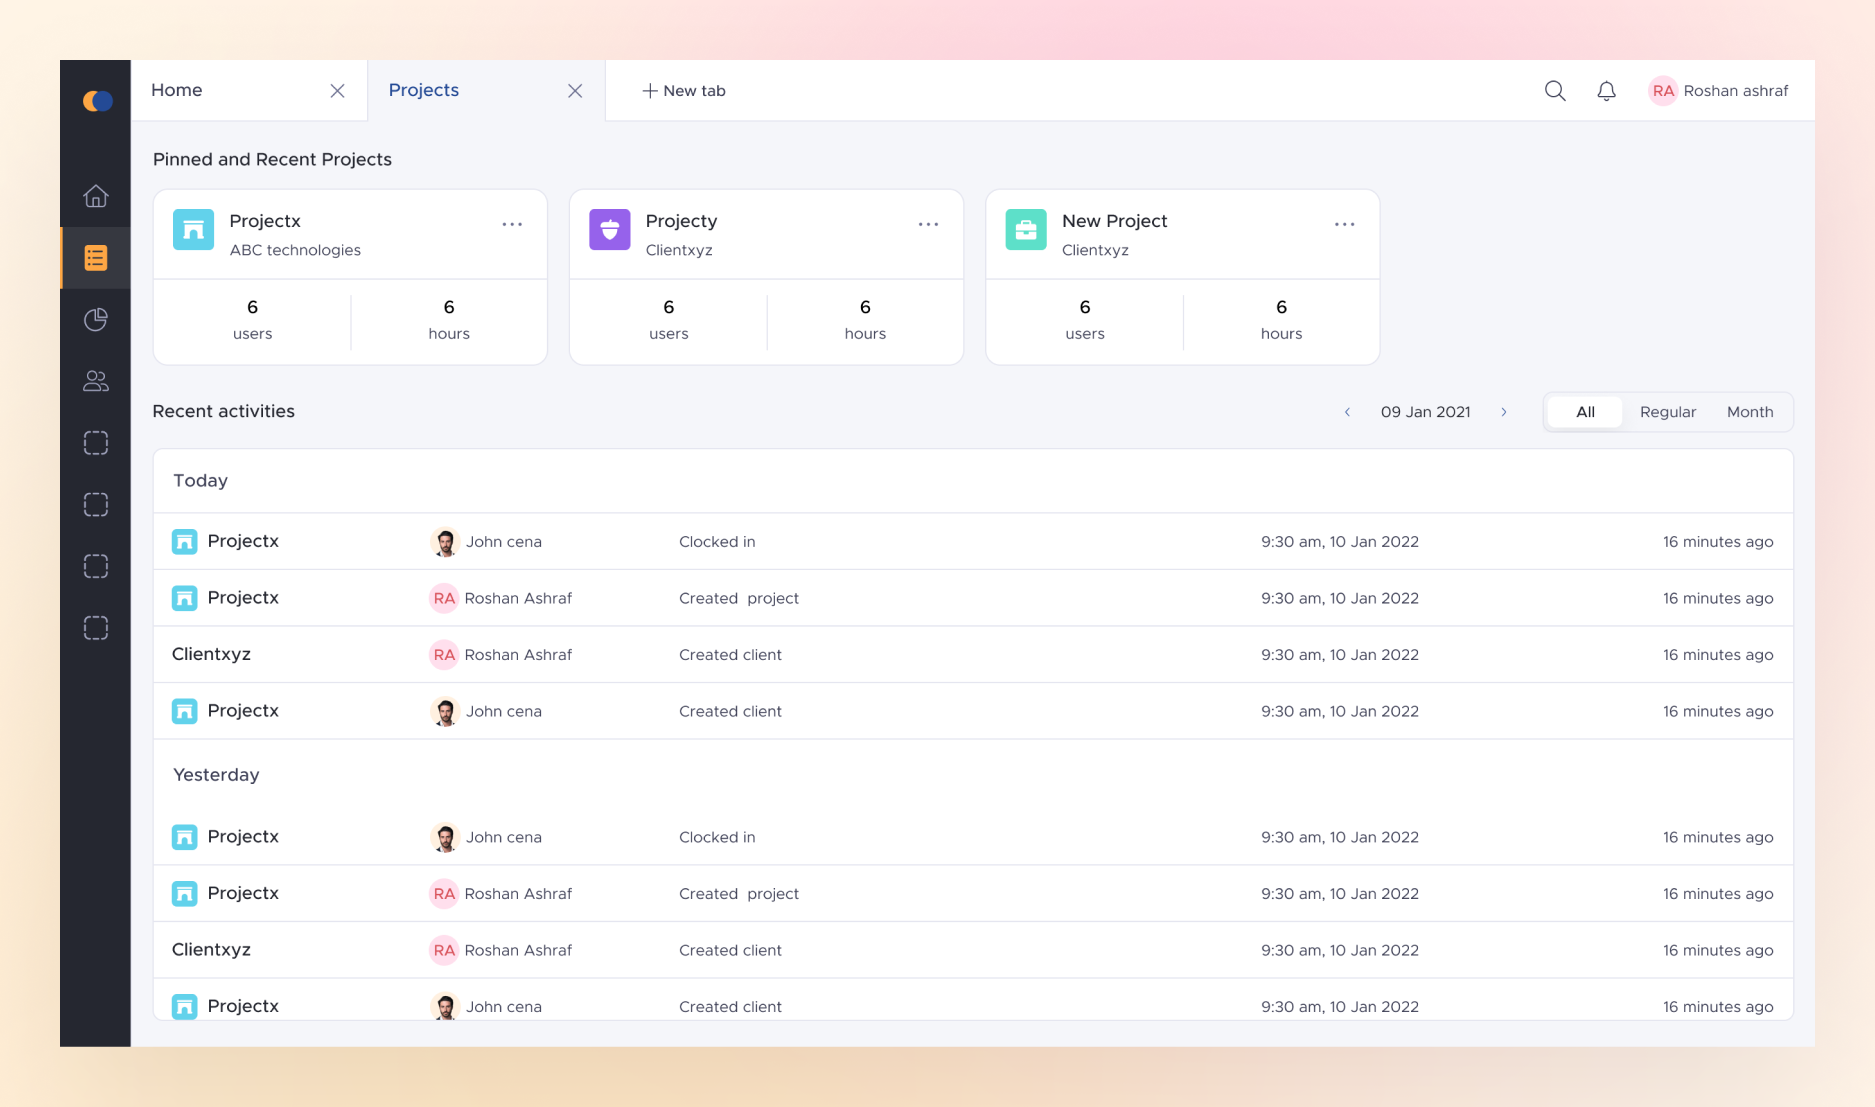 Home
Projects
New tab
RA Roshan ashraf
Pinned and Recent Projects
Projectx
ABC technologies
6 users
6 hours
Projecty
Clientxyz
6 users
6 hours
New Project
Clientxyz
6 users
6 hours
Recent activities
09 Jan 2021
All Regular Month
Today
Projectx John cena Clocked in 9:30 am, 10 Jan 2022 16 minutes ago
Projectx RA Roshan Ashraf Created project 9:30 am, 10 Jan 2022 16 minutes ago
Clientxyz RA Roshan Ashraf Created client 9:30 am, 10 Jan 2022 16 minutes ago
Projectx John cena Created client 9:30 am, 10 Jan 2022 16 minutes ago
Yesterday
Projectx John cena Clocked in 9:30 am, 10 Jan 2022 16 minutes ago
Projectx RA Roshan Ashraf Created project 9:30 am, 10 Jan 2022 16 minutes ago
Clientxyz RA Roshan Ashraf Created client 9:30 am, 10 Jan 2022 16 minutes ago
Projectx John cena Created client 9:30 am, 10 Jan 2022 16 minutes ago